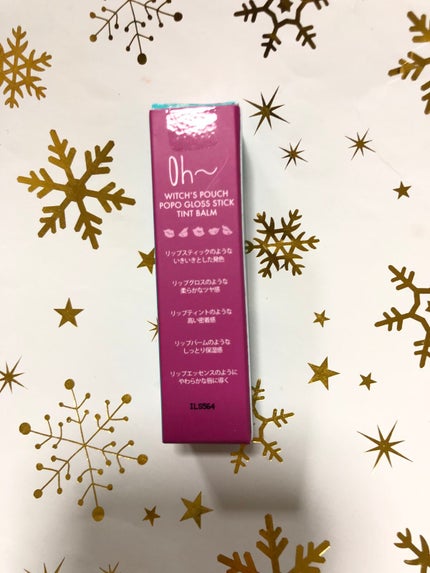 Oh~
WITCH'S POUCH
POPO GLOSS STICK
TINT BALM
リップスティックのような
いきいきとした発色
リップグロスのような
柔らかなツヤ感
リップティントのような
高い密着感
リップバームのような
しっとり保湿感
リップエッセンスのように
やわらかな唇に導く
ILS564